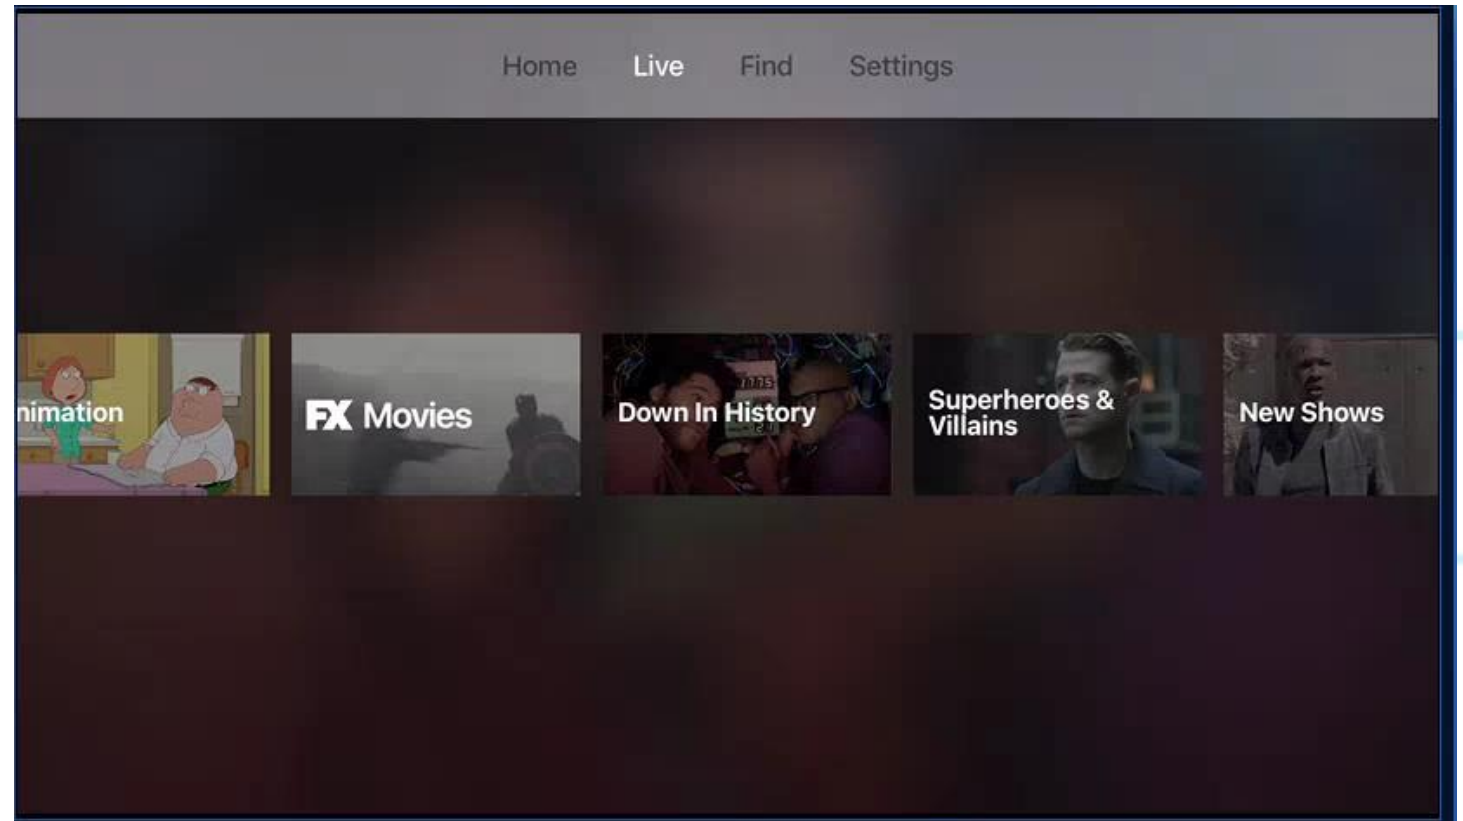 Home Live Find Settings
nimation
FX Movies
Down In History
Superheroes &
Villains
New Shows